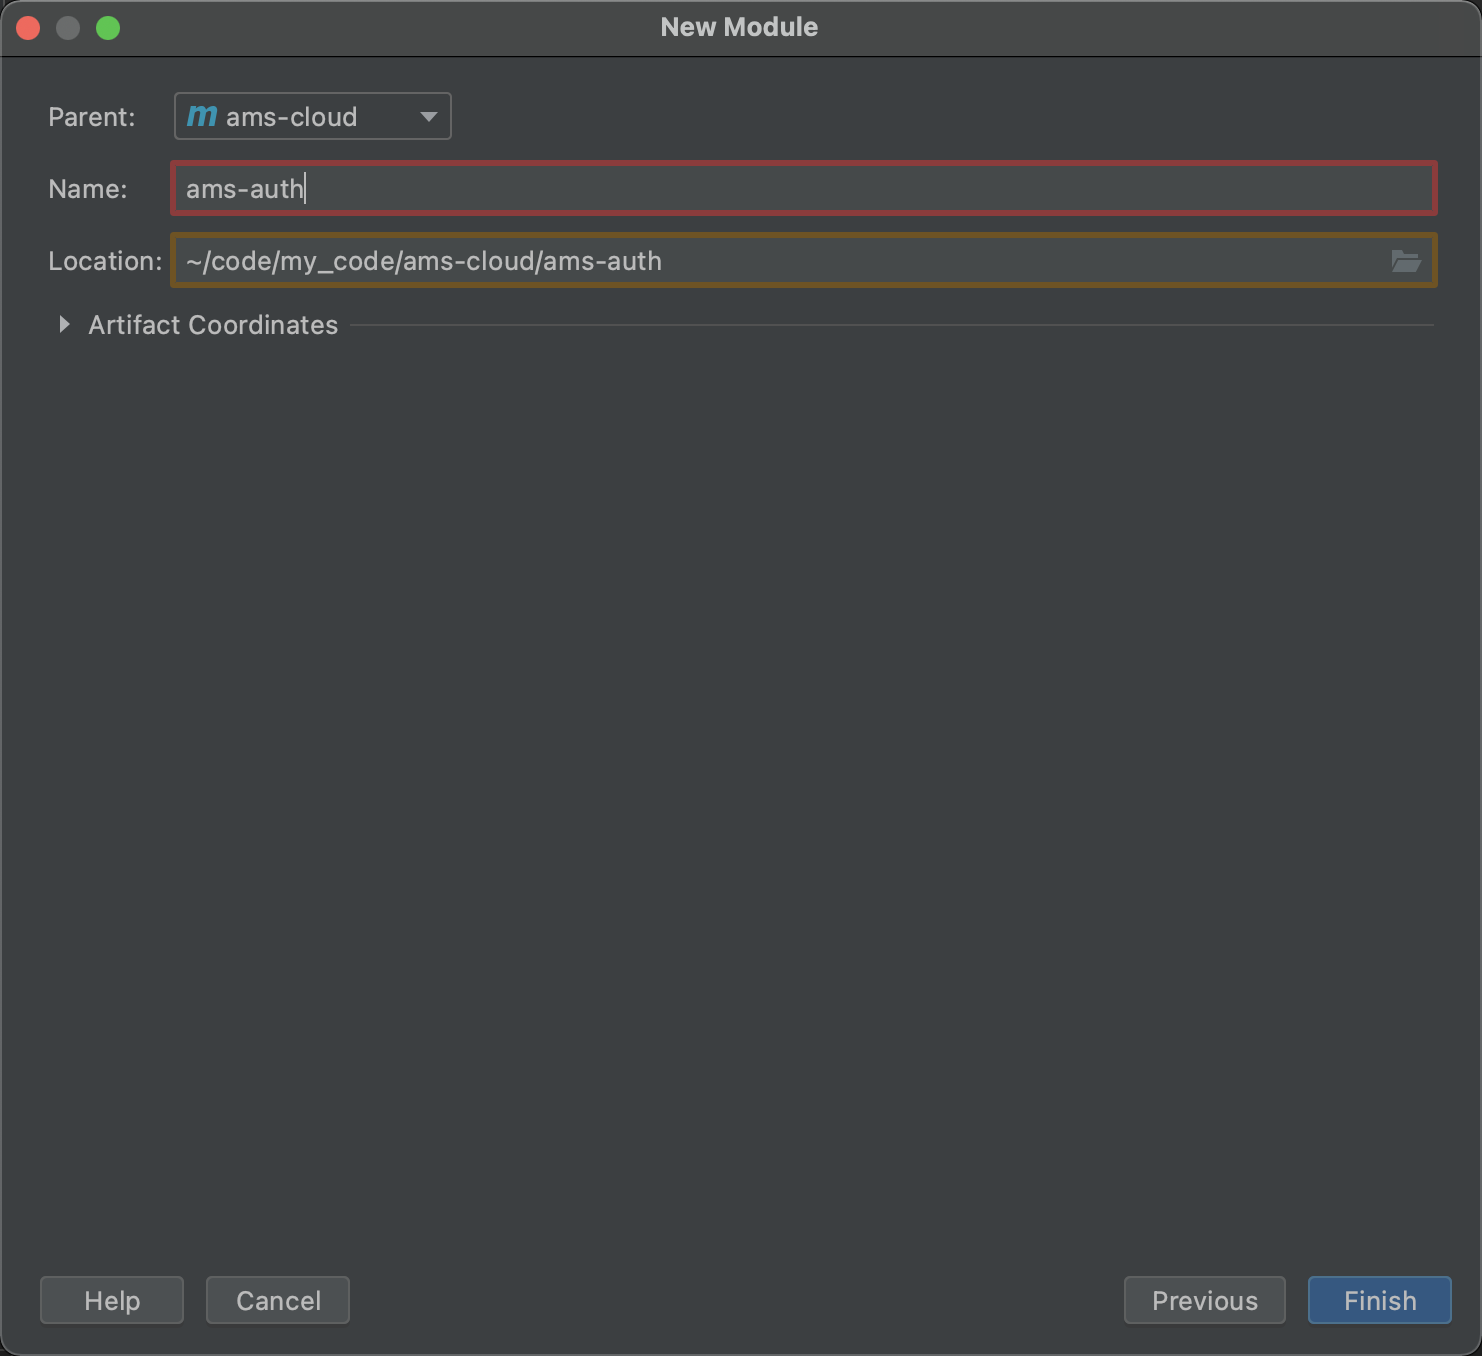 New Module
Parent: m ams-cloud
Name: ams-auth
Location: ~/code/my_code/ams-cloud/ams-auth
Artifact Coordinates
Help Cancel Previous Finish